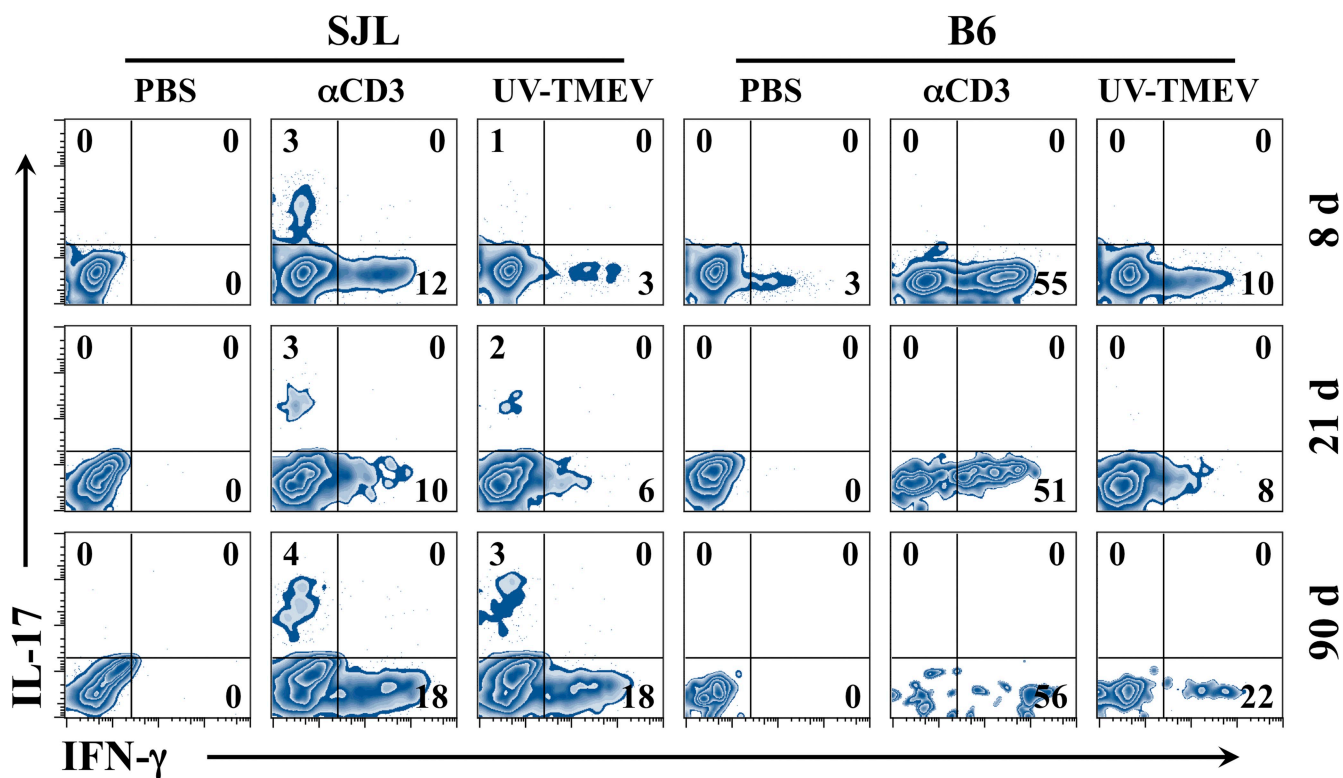 SJL B6
PBS αCD3 UV-TMEV PBS αCD3 UV-TMEV
0 0 3 0 1 0 0 0 0 0 0 0
0 12 3 3 55 10
8 d
0 0 3 0 2 0 0 0 0 0 0 0
0 10 6 0 51 8
21 d
0 0 4 0 3 0 0 0 0 0 0 0
0 18 18 0 56 22
90 d
IL-17
IFN-γ